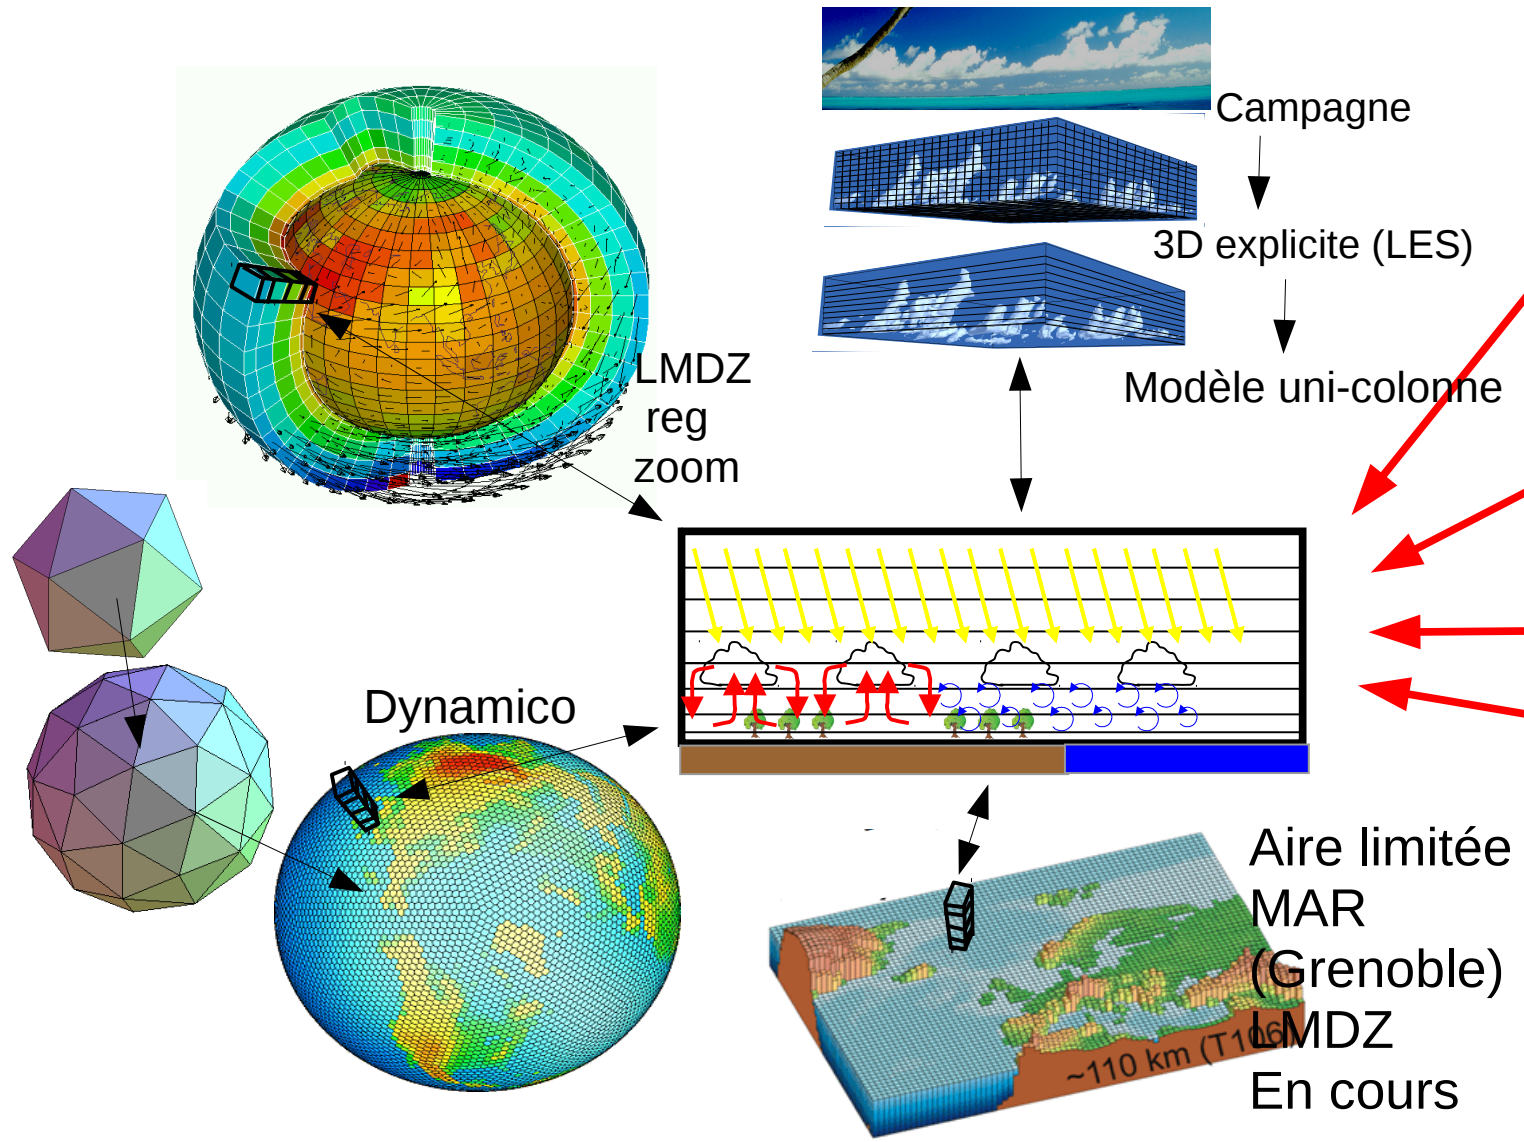 Campagne
3D explicite (LES)
Modèle uni-colonne
LMDZ
reg
zoom
Dynamico
Aire limitée
MAR
(Grenoble)
LMDZ
En cours
~110 km (T106)